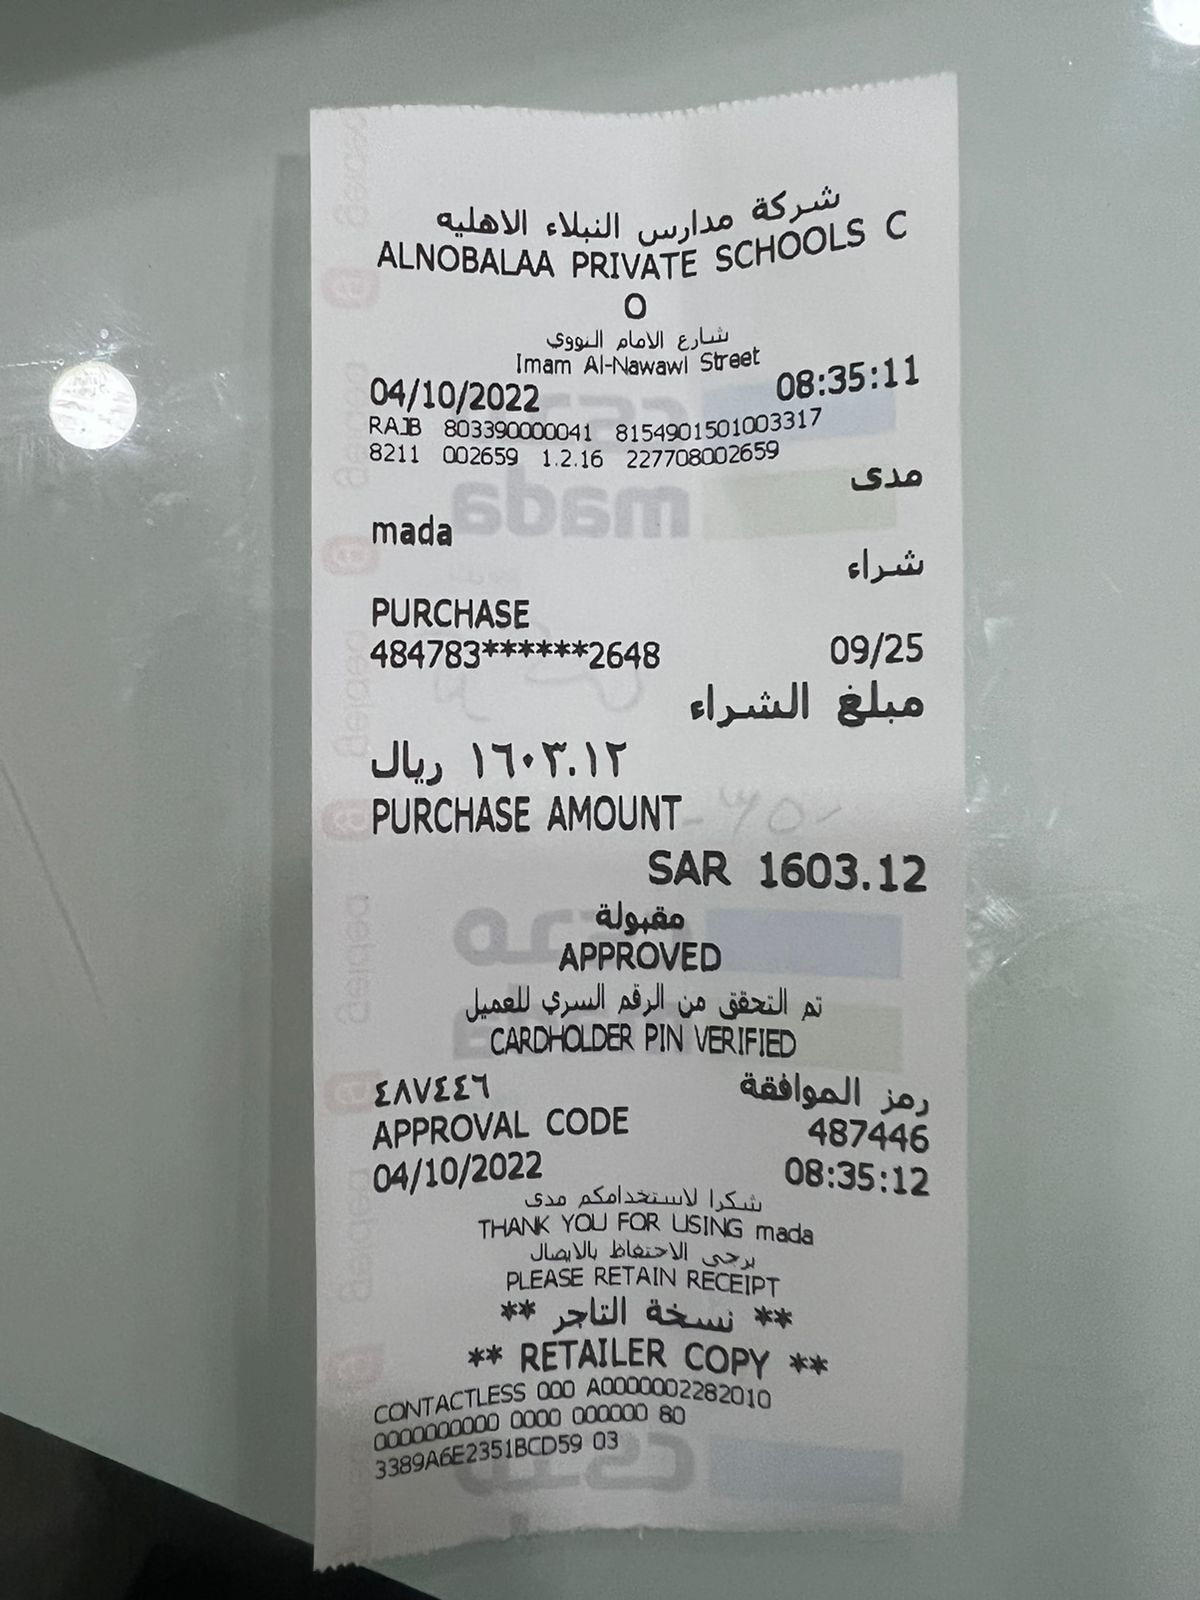 شركة مدارس النبلاء الاهليه
ALNOBALAA PRIVATE SCHOOLS C
O
شارع الامام النووي
Imam Al-Nawawl Street
04/10/2022 08:35:11
RAJB 803390000041 8154901501003317
8211 002659 1.2.16 227708002659
مدى
mada
شراء
PURCHASE
484783******2648 09/25
مبلغ الشراء
١٦٠٣.١٢ ريال
PURCHASE AMOUNT
SAR 1603.12
مقبولة
APPROVED
تم التحقق من الرقم السري للعميل
CARDHOLDER PIN VERIFIED
رمز الموافقة ٤٨٧٤٤٦
APPROVAL CODE 487446
04/10/2022 08:35:12
شكرا لاستخدامكم مدى
THANK YOU FOR USING mada
يرجى الاحتفاظ بالايصال
PLEASE RETAIN RECEIPT
** نسخة التاجر **
** RETAILER COPY **
CONTACTLESS 000 A0000002282010
0000000000 0000 000000 80
3389A6E2351BCD59 03